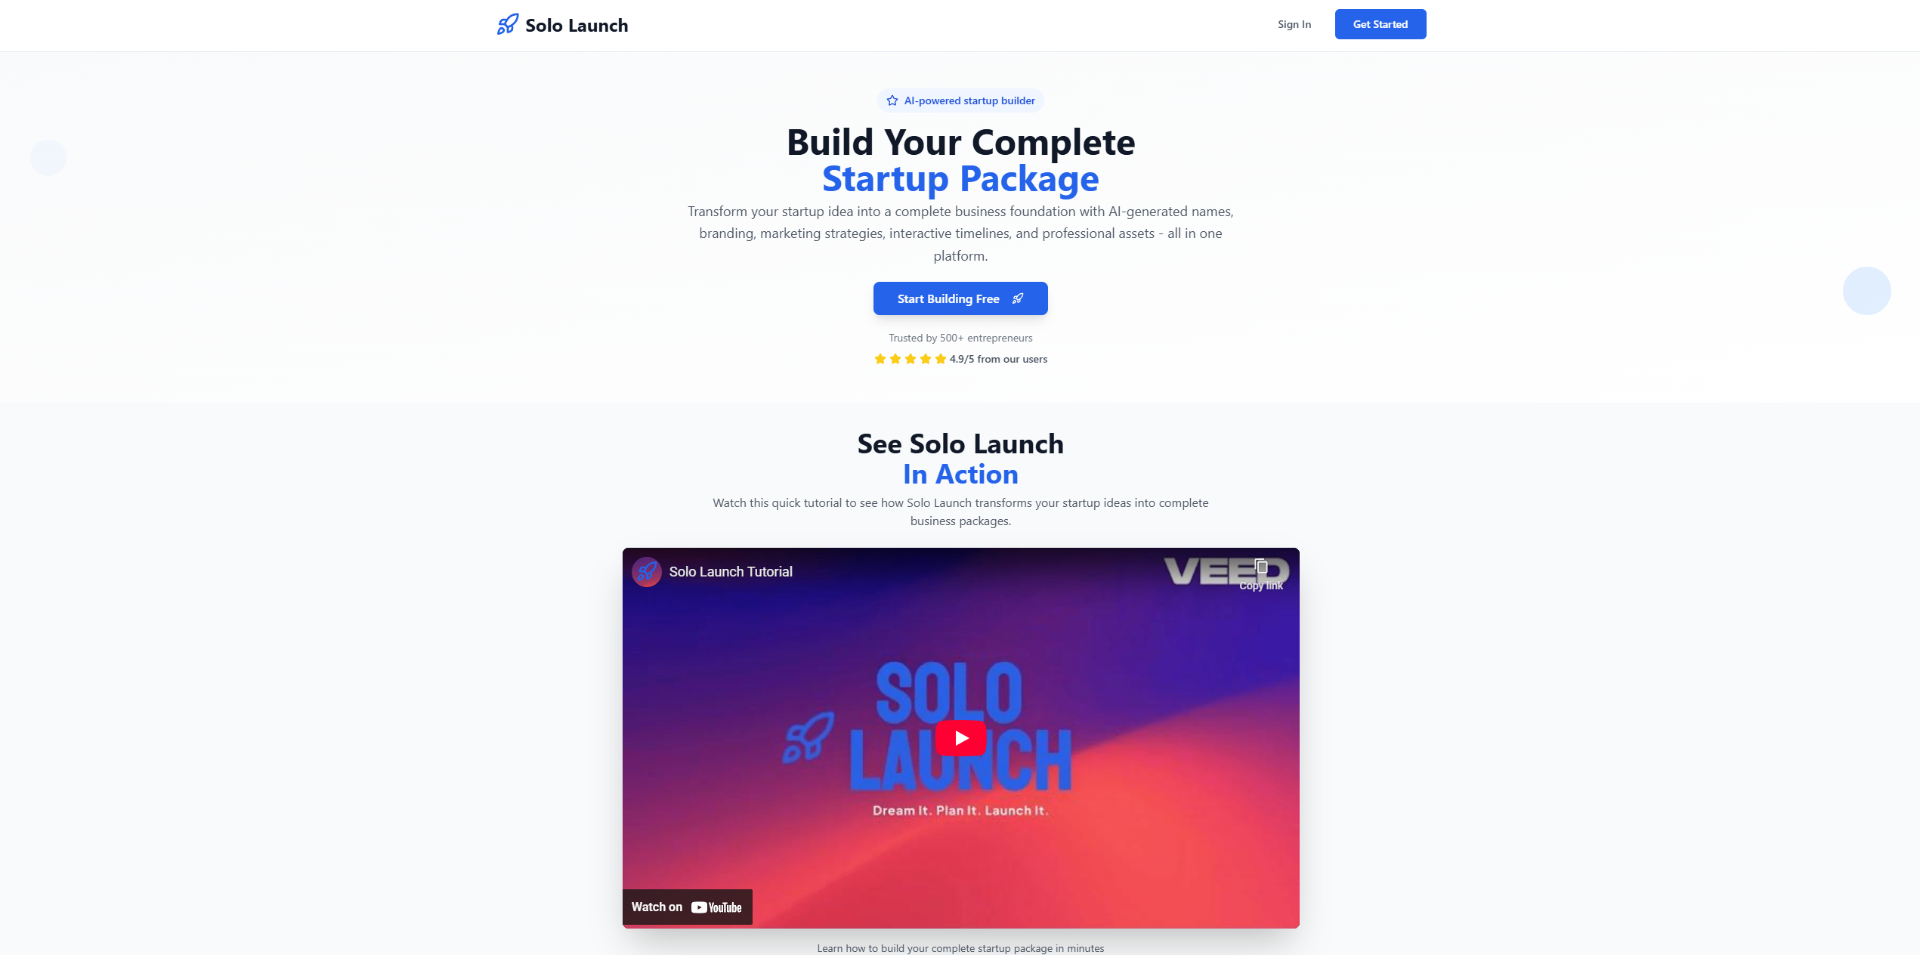 Solo Launch
Sign In
Get Started
AI-powered startup builder
Build Your Complete
Startup Package
Transform your startup idea into a complete business foundation with AI-generated names,
branding, marketing strategies, interactive timelines, and professional assets - all in one
platform.
Start Building Free
Trusted by 500+ entrepreneurs
4.9/5 from our users
See Solo Launch
In Action
Watch this quick tutorial to see how Solo Launch transforms your startup ideas into complete
business packages.
Solo Launch Tutorial
VEED
Copy link
SOLO
LAUNCH
Dream It. Plan It. Launch It.
Watch on YouTube
Learn how to build your complete startup package in minutes